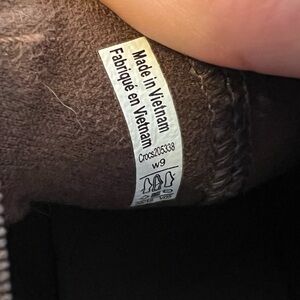 Made in Vietnam
Fabriqué en Vietnam
Crocs205338
w9